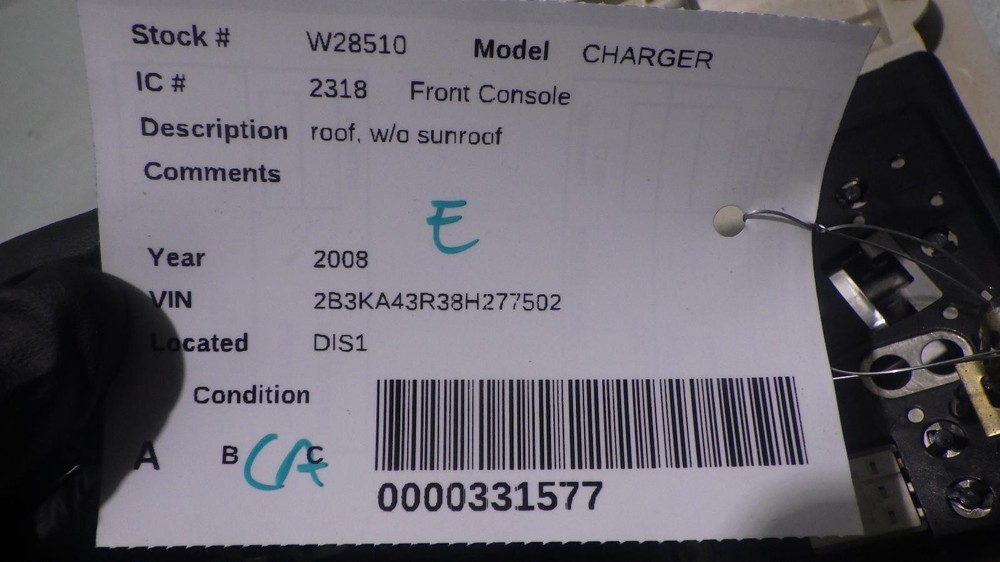 Stock # W28510 Model CHARGER
IC # 2318 Front Console
Description roof, w/o sunroof
Comments
E
Year 2008
VIN 2B3KA43R38H277502
Located DIS1
Condition
A B C
CA
0000331577